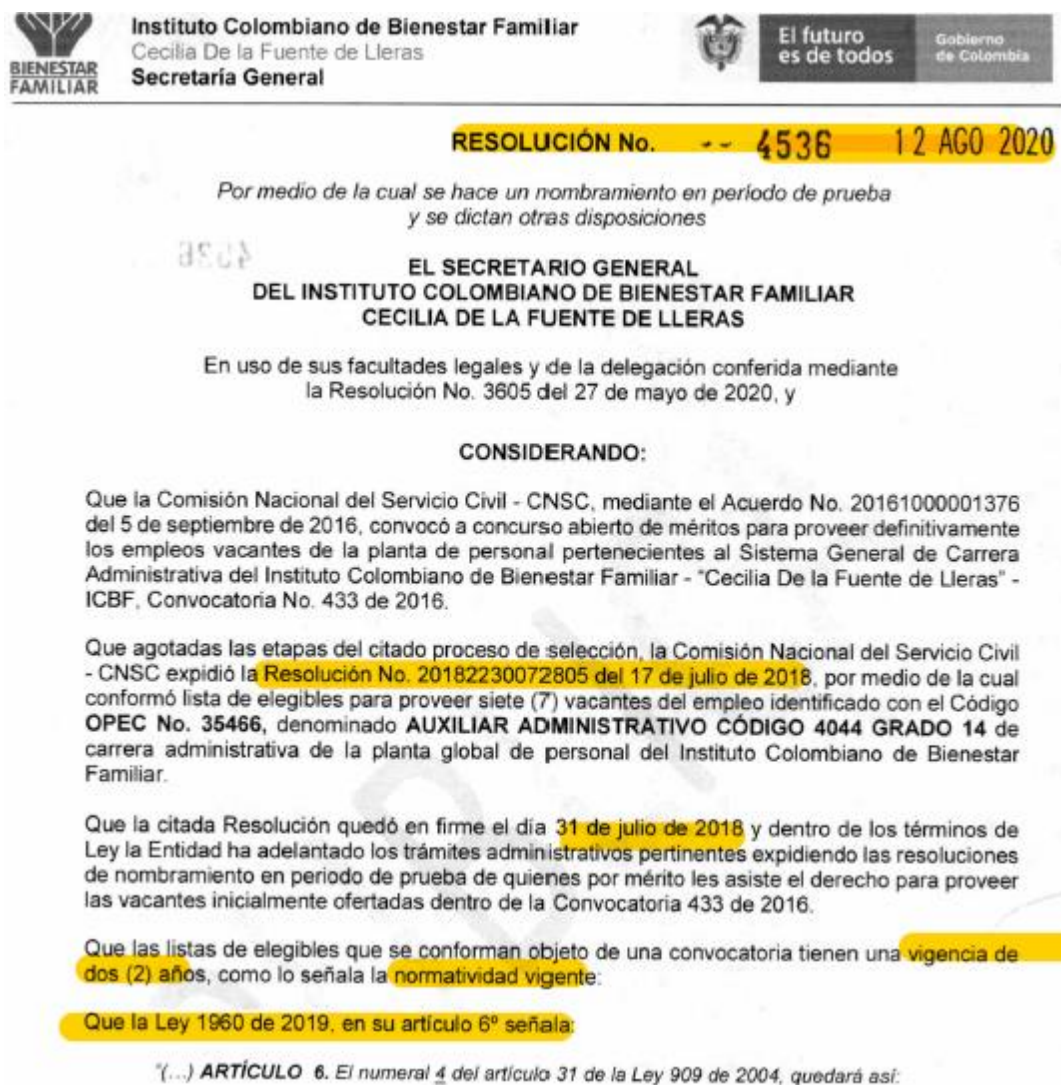 Instituto Colombiano de Bienestar Familiar
Cecilia De la Fuente de Lleras
Secretaría General
BIENESTAR
FAMILIAR
El futuro
es de todos
Gobierno
de Colombia
RESOLUCIÓN No. -- 4536 12 AGO 2020
Por medio de la cual se hace un nombramiento en período de prueba
y se dictan otras disposiciones
4536
EL SECRETARIO GENERAL
DEL INSTITUTO COLOMBIANO DE BIENESTAR FAMILIAR
CECILIA DE LA FUENTE DE LLERAS
En uso de sus facultades legales y de la delegación conferida mediante
la Resolución No. 3605 del 27 de mayo de 2020, y
CONSIDERANDO:
Que la Comisión Nacional del Servicio Civil - CNSC, mediante el Acuerdo No. 20161000001376
del 5 de septiembre de 2016, convocó a concurso abierto de méritos para proveer definitivamente
los empleos vacantes de la planta de personal pertenecientes al Sistema General de Carrera
Administrativa del Instituto Colombiano de Bienestar Familiar - "Cecilia De la Fuente de Lleras" -
ICBF, Convocatoria No. 433 de 2016.
Que agotadas las etapas del citado proceso de selección, la Comisión Nacional del Servicio Civil
- CNSC expidió la Resolución No. 20182230072805 del 17 de julio de 2018, por medio de la cual
conformó lista de elegibles para proveer siete (7) vacantes del empleo identificado con el Código
OPEC No. 35466, denominado AUXILIAR ADMINISTRATIVO CÓDIGO 4044 GRADO 14 de
carrera administrativa de la planta global de personal del Instituto Colombiano de Bienestar
Familiar.
Que la citada Resolución quedó en firme el día 31 de julio de 2018 y dentro de los términos de
Ley la Entidad ha adelantado los trámites administrativos pertinentes expidiendo las resoluciones
de nombramiento en periodo de prueba de quienes por mérito les asiste el derecho para proveer
las vacantes inicialmente ofertadas dentro de la Convocatoria 433 de 2016.
Que las listas de elegibles que se conforman objeto de una convocatoria tienen una vigencia de
dos (2) años, como lo señala la normatividad vigente:
Que la Ley 1960 de 2019, en su artículo 6º señala:
"(...) ARTÍCULO 6. El numeral 4 del artículo 31 de la Ley 909 de 2004, quedará así: